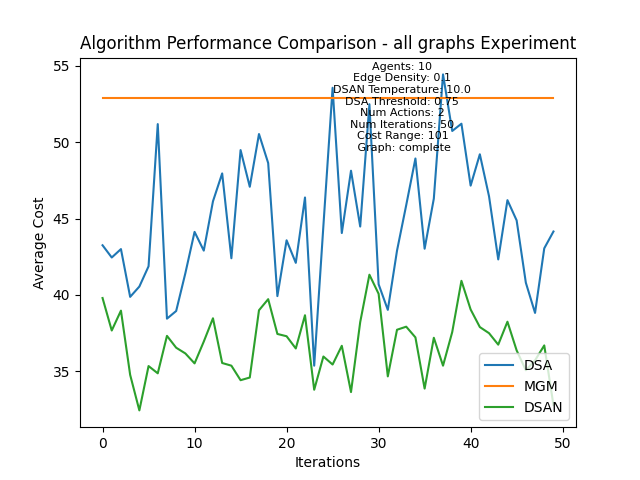 Algorithm Performance Comparison - all graphs Experiment
Agents: 10
Edge Density: 0.1
DSAN Temperature: 10.0
DSA Threshold: 0.75
Num Actions: 2
Num Iterations: 50
Cost Range: 101
Graph: complete
Average Cost
55
50
45
40
35
0
10
20
30
40
50
Iterations
DSA
MGM
DSAN